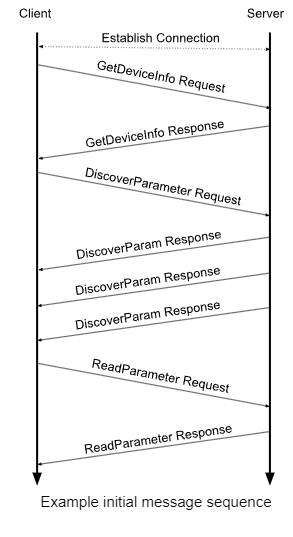 Client Server
Establish Connection
GetDeviceInfo Request
GetDeviceInfo Response
DiscoverParameter Request
DiscoverParam Response
DiscoverParam Response
DiscoverParam Response
ReadParameter Request
ReadParameter Response
Example initial message sequence